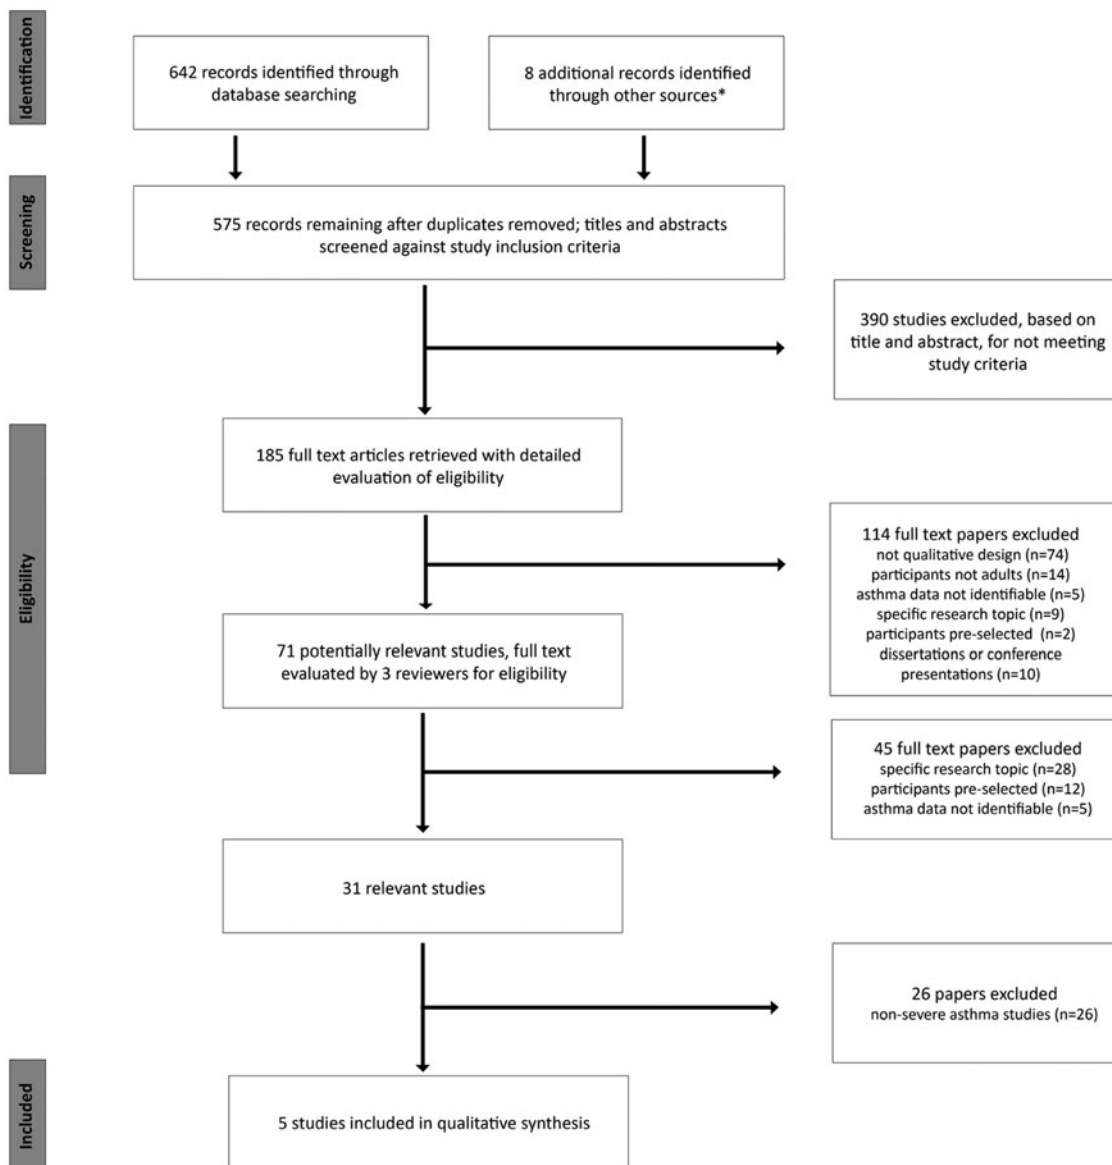 Identification
642 records identified through
database searching
8 additional records identified
through other sources*
Screening
575 records remaining after duplicates removed; titles and abstracts
screened against study inclusion criteria
390 studies excluded, based on
title and abstract, for not meeting
study criteria
Eligibility
185 full text articles retrieved with detailed
evaluation of eligibility
114 full text papers excluded
not qualitative design (n=74)
participants not adults (n=14)
asthma data not identifiable (n=5)
specific research topic (n=9)
participants pre-selected (n=2)
dissertations or conference
presentations (n=10)
71 potentially relevant studies, full text
evaluated by 3 reviewers for eligibility
45 full text papers excluded
specific research topic (n=28)
participants pre-selected (n=12)
asthma data not identifiable (n=5)
31 relevant studies
26 papers excluded
non-severe asthma studies (n=26)
Included
5 studies included in qualitative synthesis